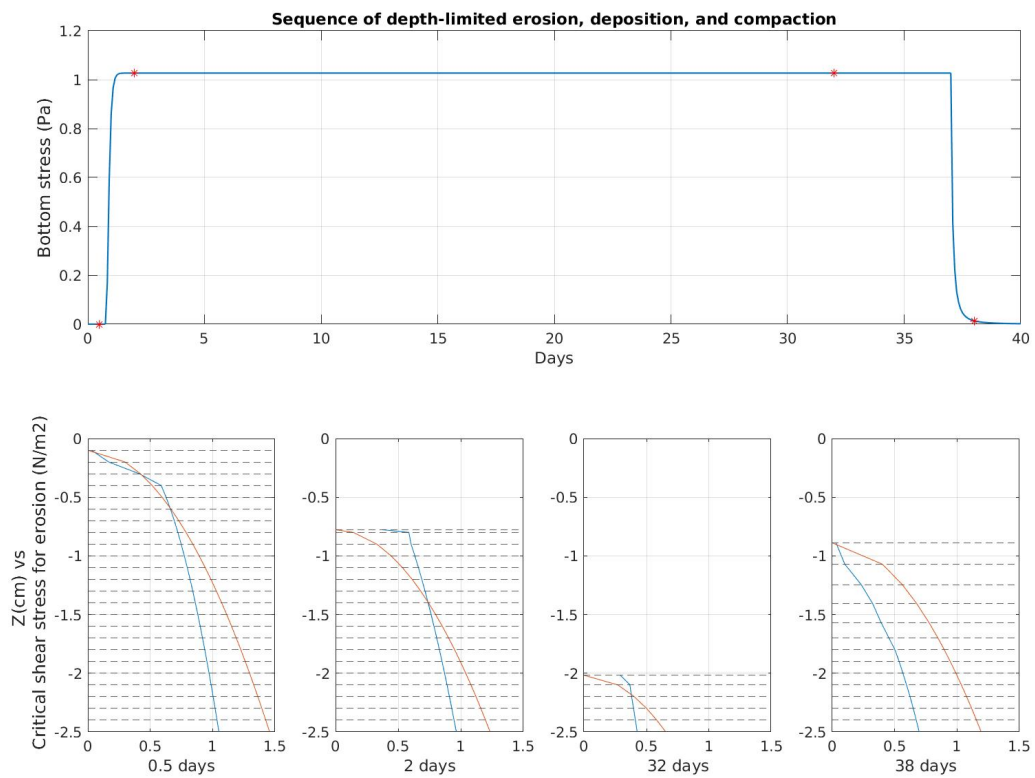 Sequence of depth-limited erosion, deposition, and compaction
Bottom stress (Pa)
1.2
1
0.8
0.6
0.4
0.2
0
0 5 10 15 20 25 30 35 40
Days
Z(cm) vs
Critical shear stress for erosion (N/m2)
0
-0.5
-1
-1.5
-2
-2.5
0 0.5 1 1.5
0.5 days
0
-0.5
-1
-1.5
-2
-2.5
0 0.5 1 1.5
2 days
0
-0.5
-1
-1.5
-2
-2.5
0 0.5 1 1.5
32 days
0
-0.5
-1
-1.5
-2
-2.5
0 0.5 1 1.5
38 days